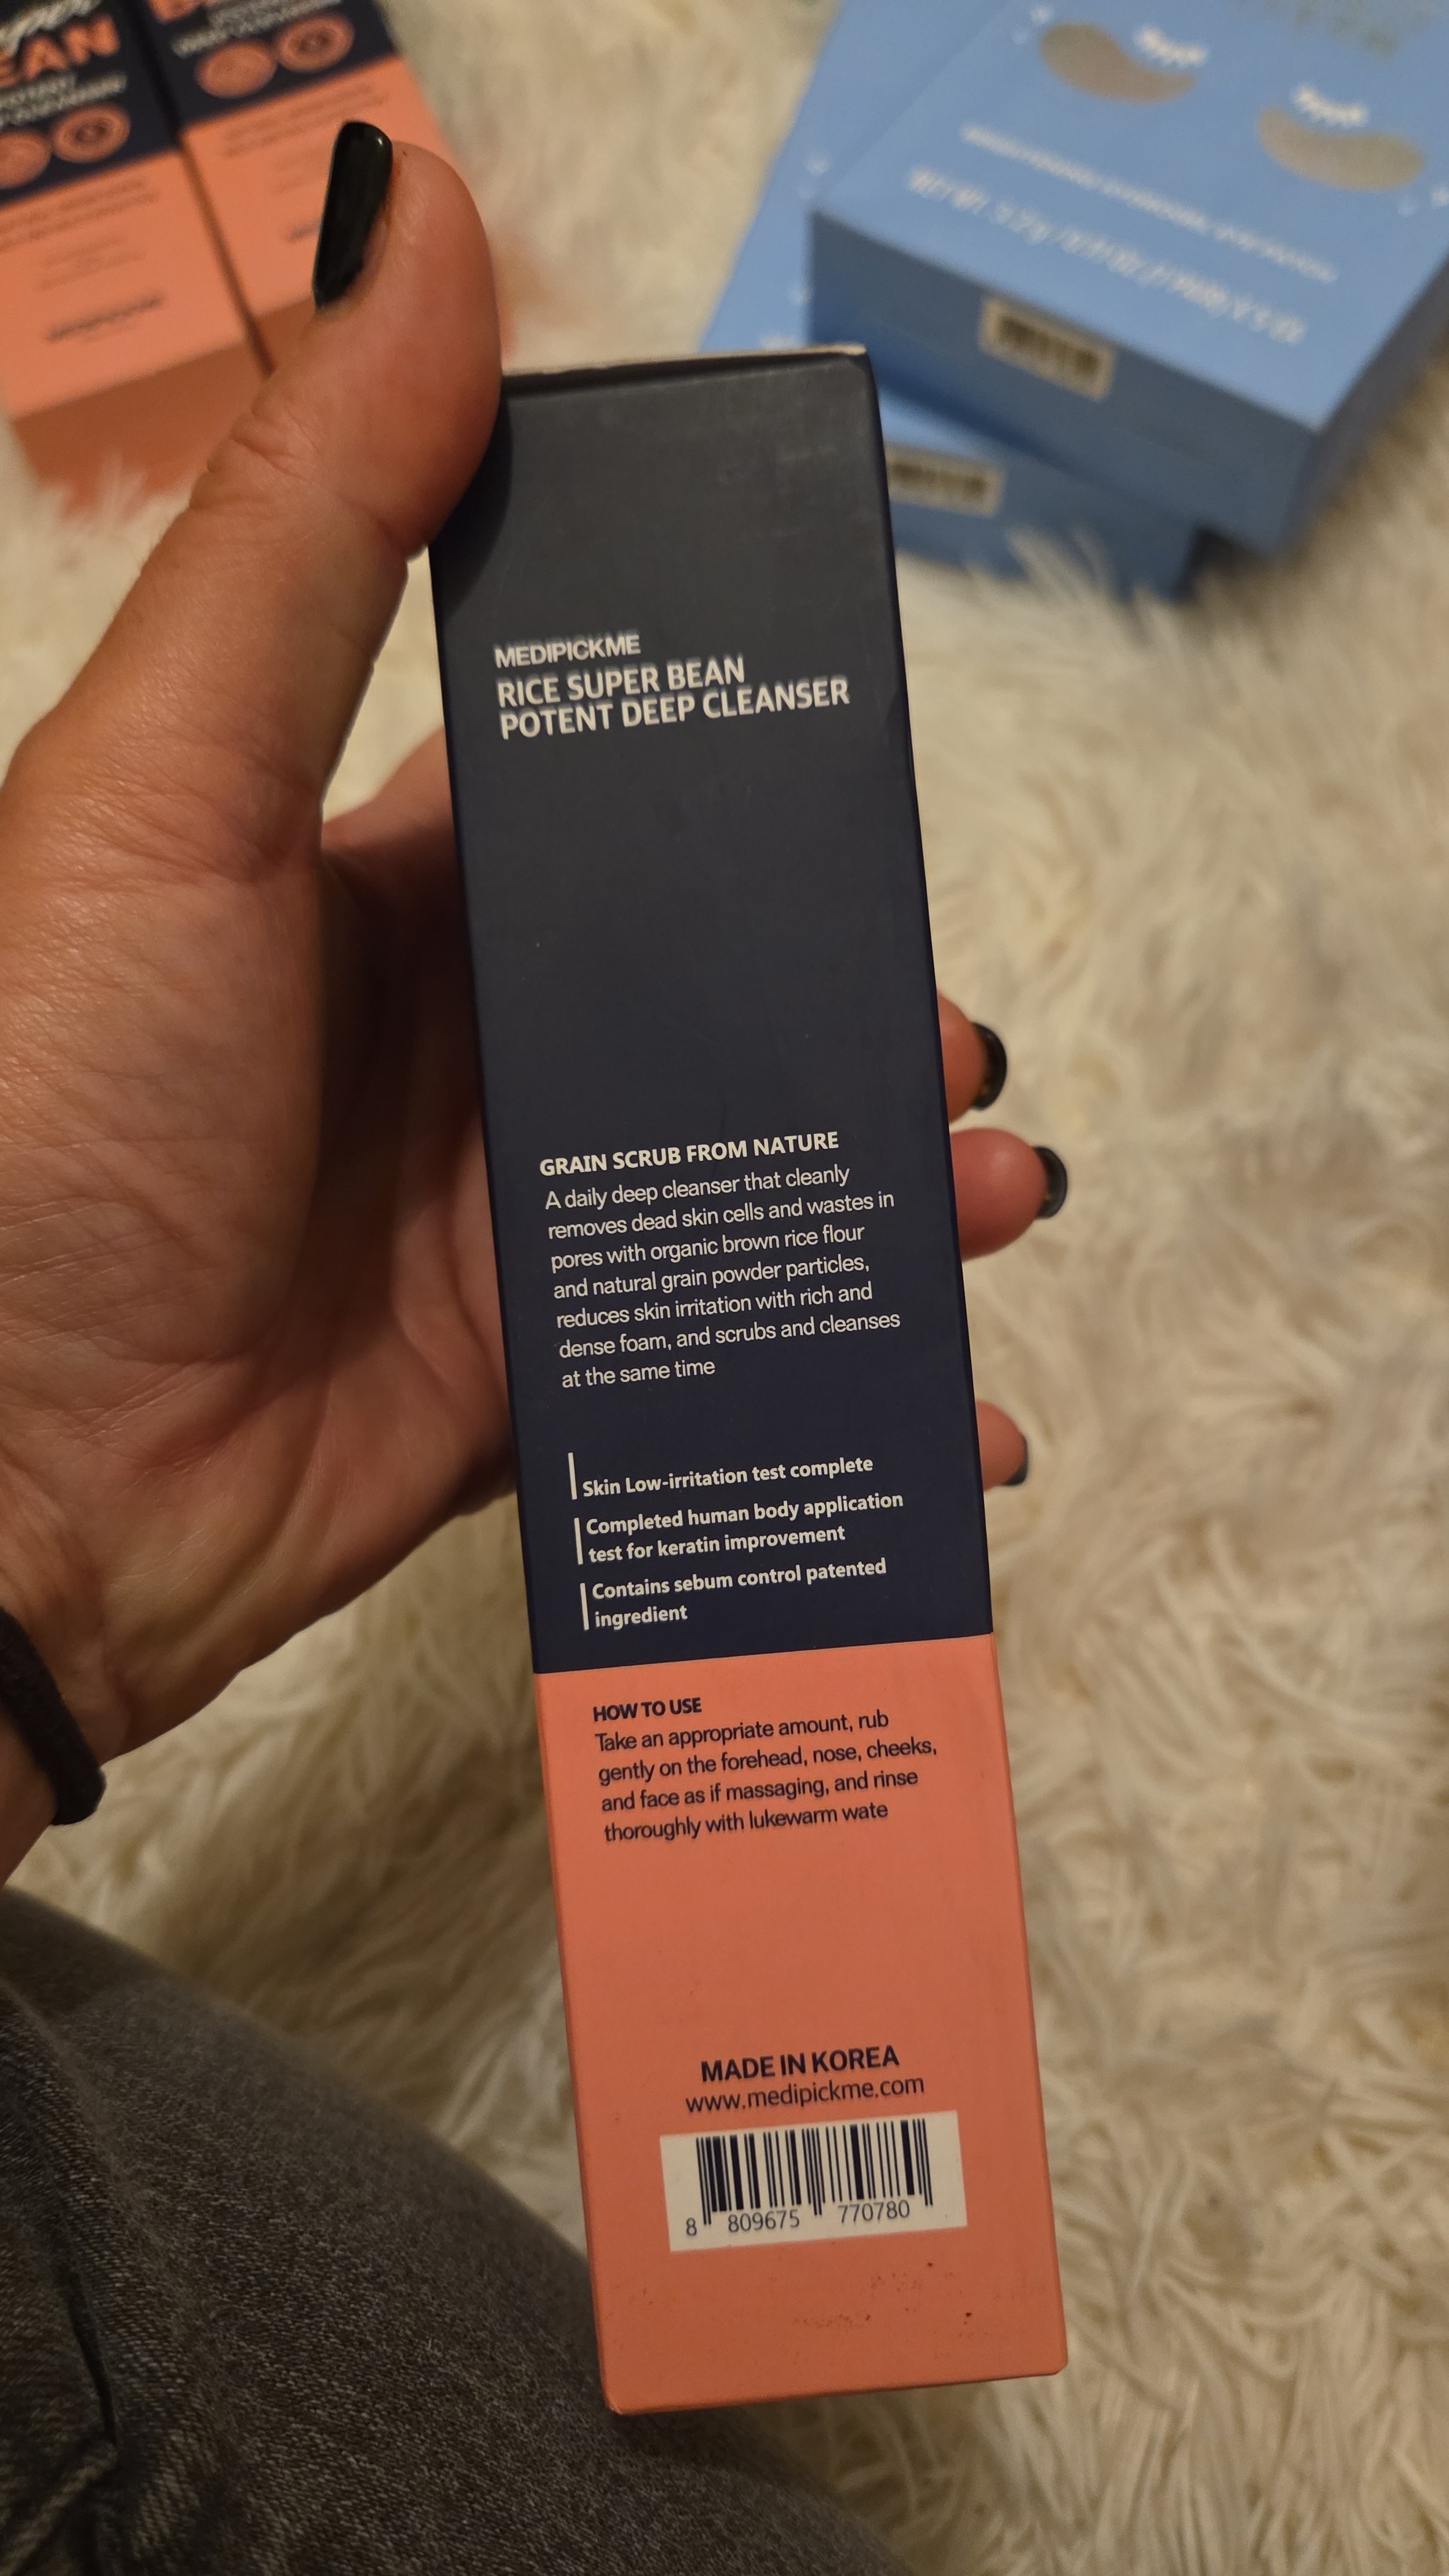 EAN
MEDIPICKME
RICE SUPER BEAN
POTENT DEEP CLEANSER
GRAIN SCRUB FROM NATURE
A daily deep cleanser that cleanly
removes dead skin cells and wastes in
pores with organic brown rice flour
and natural grain powder particles,
reduces skin irritation with rich and
dense foam, and scrubs and cleanses
at the same time
Skin Low-irritation test complete
Completed human body application
test for keratin improvement
Contains sebum control patented
ingredient
HOW TO USE
Take an appropriate amount, rub
gently on the forehead, nose, cheeks,
and face as if massaging, and rinse
thoroughly with lukewarm wate
MADE IN KOREA
www.medipickme.com
8 809675 770780